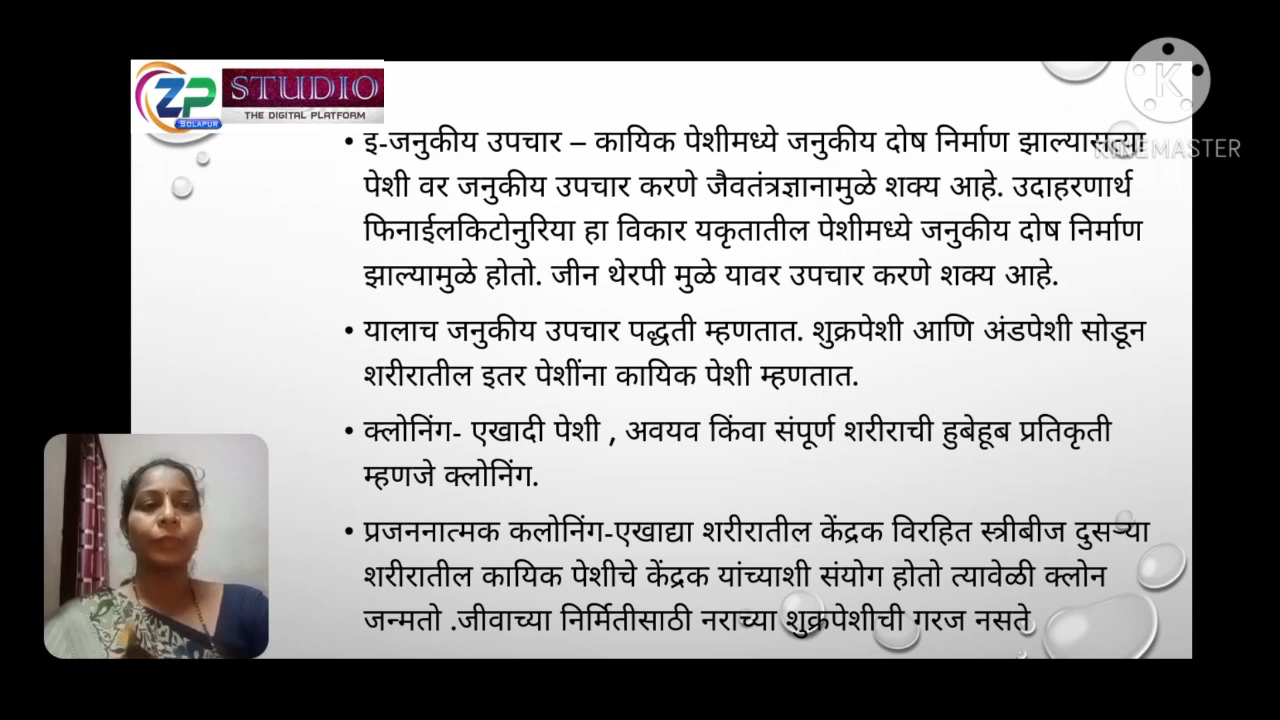 ZP
SOLAPUR
STUDIO
THE DIGITAL PLATFORM
K
KINEMASTER
• इ-जनुकीय उपचार – कायिक पेशीमध्ये जनुकीय दोष निर्माण झाल्यासत्या
पेशी वर जनुकीय उपचार करणे जैवतंत्रज्ञानामुळे शक्य आहे. उदाहरणार्थ
फिनाईलकिटोनुरिया हा विकार यकृतातील पेशीमध्ये जनुकीय दोष निर्माण
झाल्यामुळे होतो. जीन थेरपी मुळे यावर उपचार करणे शक्य आहे.
• यालाच जनुकीय उपचार पद्धती म्हणतात. शुक्रपेशी आणि अंडपेशी सोडून
शरीरातील इतर पेशींना कायिक पेशी म्हणतात.
• क्लोनिंग- एखादी पेशी , अवयव किंवा संपूर्ण शरीराची हुबेहूब प्रतिकृती
म्हणजे क्लोनिंग.
• प्रजननात्मक कलोनिंग-एखाद्या शरीरातील केंद्रक विरहित स्त्रीबीज दुसऱ्या
शरीरातील कायिक पेशीचे केंद्रक यांच्याशी संयोग होतो त्यावेळी क्लोन
जन्मतो .जीवाच्या निर्मितीसाठी नराच्या शुक्रपेशीची गरज नसते